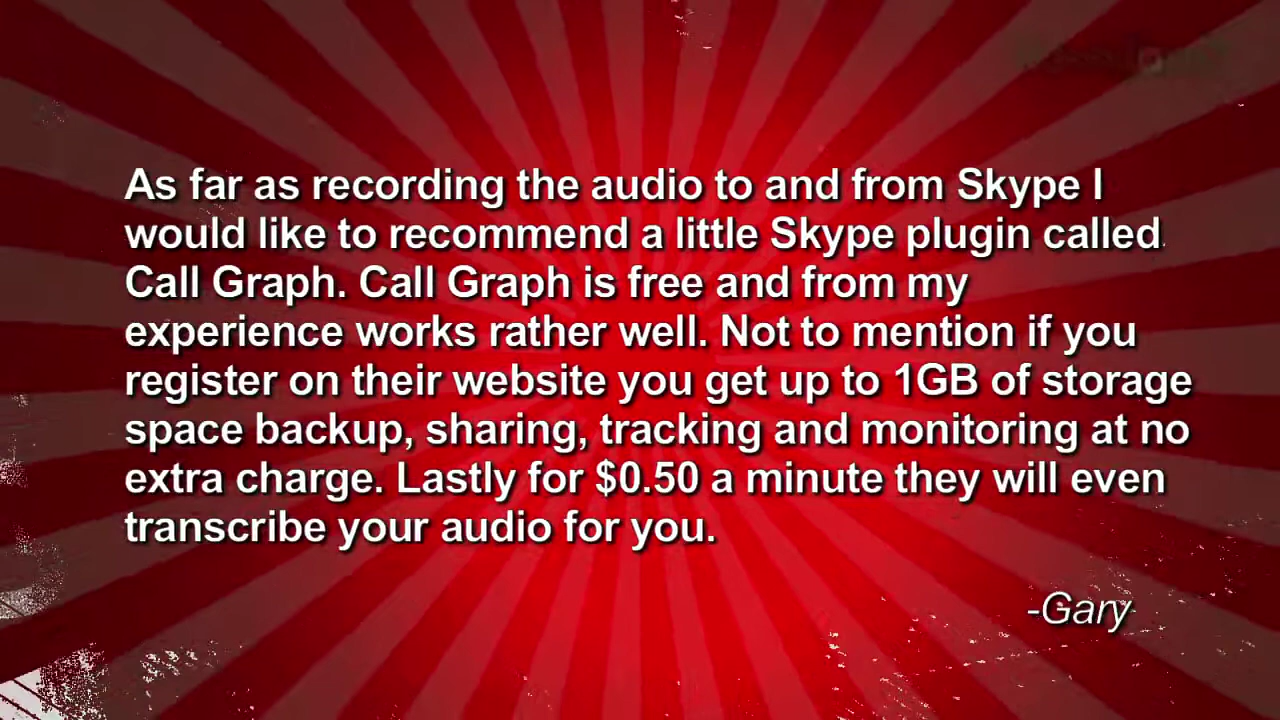 As far as recording the audio to and from Skype I
would like to recommend a little Skype plugin called
Call Graph. Call Graph is free and from my
experience works rather well. Not to mention if you
register on their website you get up to 1GB of storage
space backup, sharing, tracking and monitoring at no
extra charge. Lastly for $0.50 a minute they will even
transcribe your audio for you.
-Gary